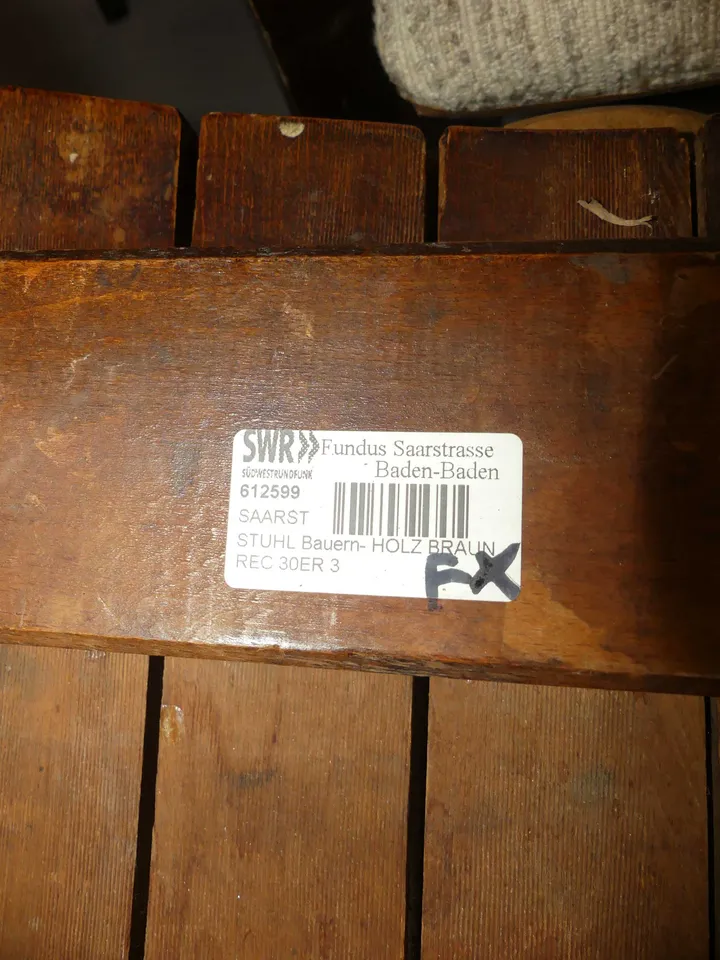 SWR» Fundus Saarstrasse
SÜDWESTRUNDFUNK Baden-Baden
612599
SAARST
STUHL Bauern- HOLZ BRAUN
REC 30ER 3
FX